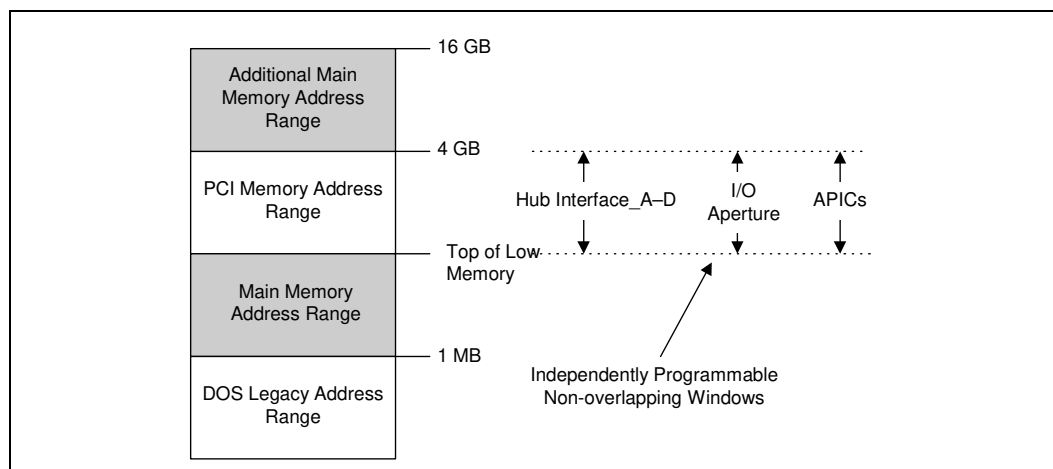 16 GB
Additional Main
Memory Address
Range
4 GB
PCI Memory Address
Range
Hub Interface_A–D
I/O
Aperture
APICs
Top of Low
Memory
Main Memory
Address Range
1 MB
DOS Legacy Address
Range
Independently Programmable
Non-overlapping Windows